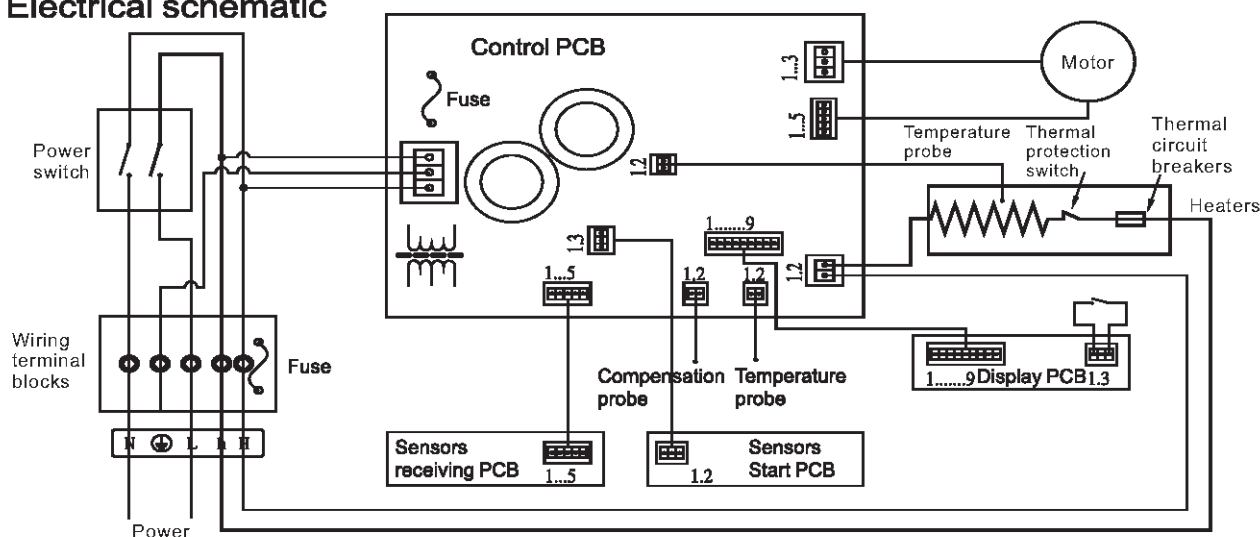 Electrical schematic
Control PCB
Fuse
1...3
Motor
1...5
Power
switch
1.2
Temperature
probe
Thermal
protection
switch
Thermal
circuit
breakers
Heaters
1.3
1.......9
1.2
1...5
1.2
1.2
Wiring
terminal
blocks
Fuse
Compensation
probe
Temperature
probe
1.......9
Display PCB
1.3
N
L
h
H
Sensors
receiving PCB
1...5
1.2
Sensors
Start PCB
Power